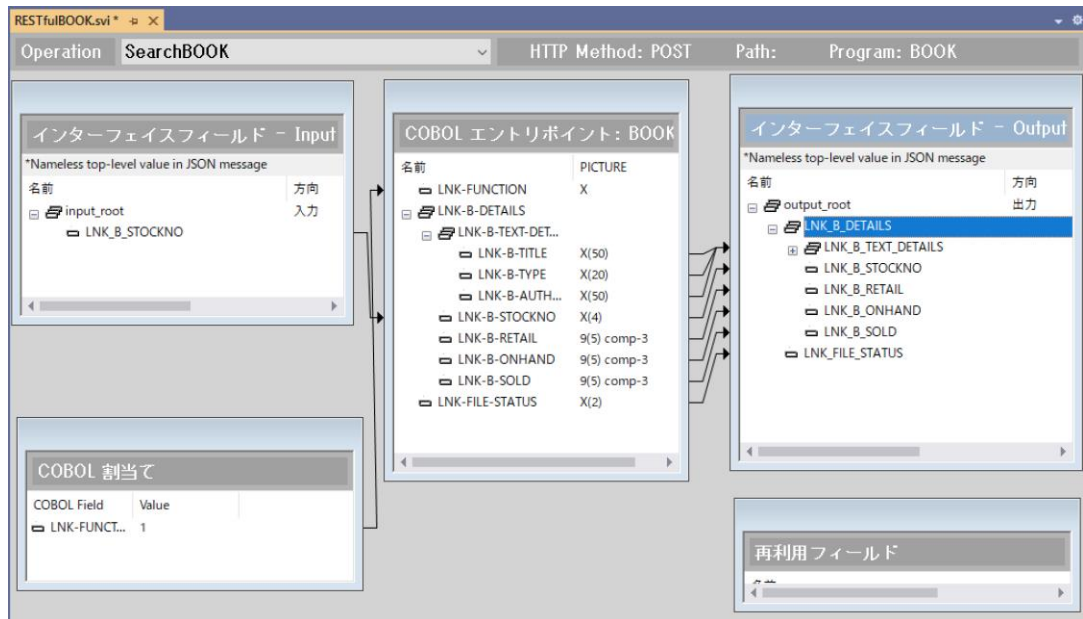 RESTfulBOOK.svi*
Operation SearchBOOK HTTP Method: POST Path: Program: BOOK
インターフェイスフィールド - Input
*Nameless top-level value in JSON message
名前 方向
input_root 入力
LNK_B_STOCKNO
COBOL 割当て
COBOL Field Value
LNK-FUNCT... 1
COBOL エントリポイント: BOOK
名前 PICTURE
LNK-FUNCTION X
LNK-B-DETAILS
LNK-B-TEXT-DET...
LNK-B-TITLE X(50)
LNK-B-TYPE X(20)
LNK-B-AUTH... X(50)
LNK-B-STOCKNO X(4)
LNK-B-RETAIL 9(5) comp-3
LNK-B-ONHAND 9(5) comp-3
LNK-B-SOLD 9(5) comp-3
LNK-FILE-STATUS X(2)
インターフェイスフィールド - Output
*Nameless top-level value in JSON message
名前 方向
output_root 出力
LNK_B_DETAILS
LNK_B_TEXT_DETAILS
LNK_B_STOCKNO
LNK_B_RETAIL
LNK_B_ONHAND
LNK_B_SOLD
LNK_FILE_STATUS
再利用フィールド